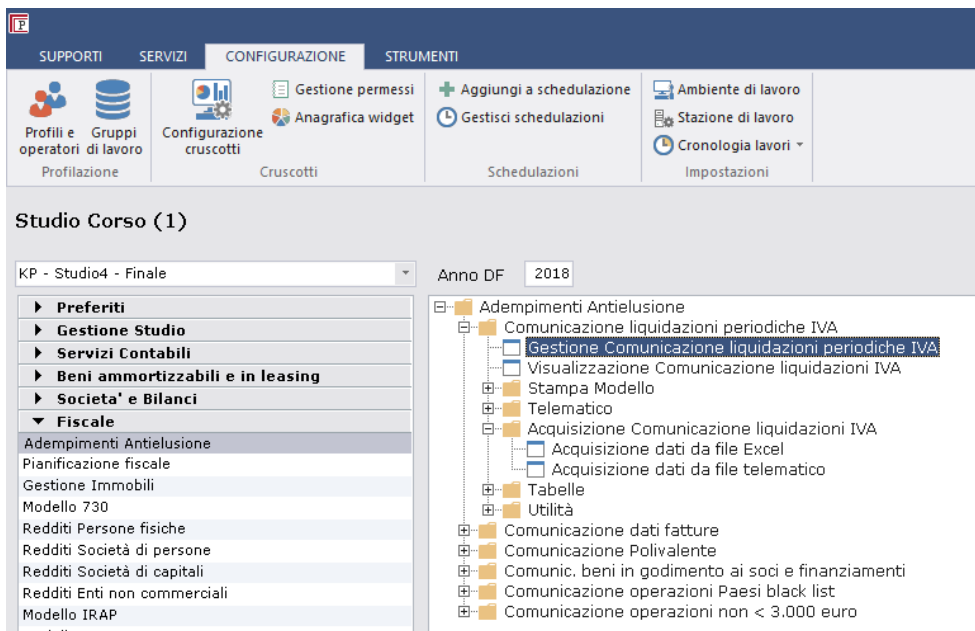 P
SUPPORTI SERVIZI CONFIGURAZIONE STRUMENTI
Profili e operatori
Gruppi di lavoro
Profilazione
Configurazione cruscotti
Gestione permessi
Anagrafica widget
Cruscotti
Aggiungi a schedulazione
Gestisci schedulazioni
Schedulazioni
Ambiente di lavoro
Stazione di lavoro
Cronologia lavori
Impostazioni
Studio Corso (1)
KP - Studio4 - Finale
Anno DF 2018
Preferiti
Gestione Studio
Servizi Contabili
Beni ammortizzabili e in leasing
Societa' e Bilanci
Fiscale
Adempimenti Antielusione
Pianificazione fiscale
Gestione Immobili
Modello 730
Redditi Persone fisiche
Redditi Società di persone
Redditi Società di capitali
Redditi Enti non commerciali
Modello IRAP
Adempimenti Antielusione
Comunicazione liquidazioni periodiche IVA
Gestione Comunicazione liquidazioni periodiche IVA
Visualizzazione Comunicazione liquidazioni IVA
Stampa Modello
Telematico
Acquisizione Comunicazione liquidazioni IVA
Acquisizione dati da file Excel
Acquisizione dati da file telematico
Tabelle
Utilità
Comunicazione dati fatture
Comunicazione Polivalente
Comunic. beni in godimento ai soci e finanziamenti
Comunicazione operazioni Paesi black list
Comunicazione operazioni non < 3.000 euro